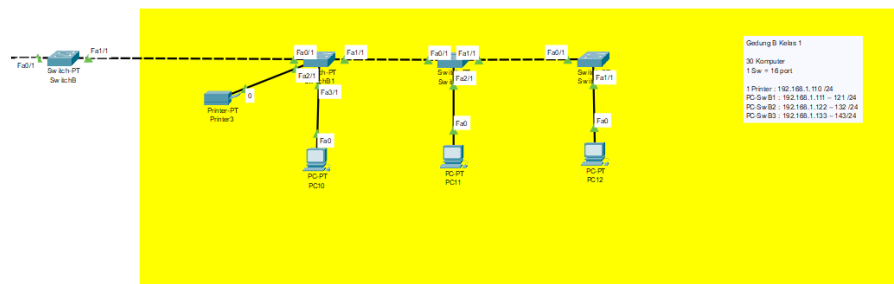 Fa0/1
Fa1/1
Switch-PT
SwitchB
Fa0/1
Fa1/1
Fa2/1
Fa3/1
Switch-PT
SwitchB1
0
Printer-PT
Printer3
Fa0
PC-PT
PC10
Fa0/1
Fa1/1
Fa2/1
Fa0
PC-PT
PC11
Fa0/1
Fa1/1
Fa0
PC-PT
PC12
Gedung B Kelas 1
30 Komputer
1 Sw = 16 port
1 Printer : 192.168.1.110 /24
PC-SwB1 : 192.168.1.111 – 121 /24
PC-SwB2 : 192.168.1.122 – 132 /24
PC-SwB3 : 192.168.1.133 – 143/24